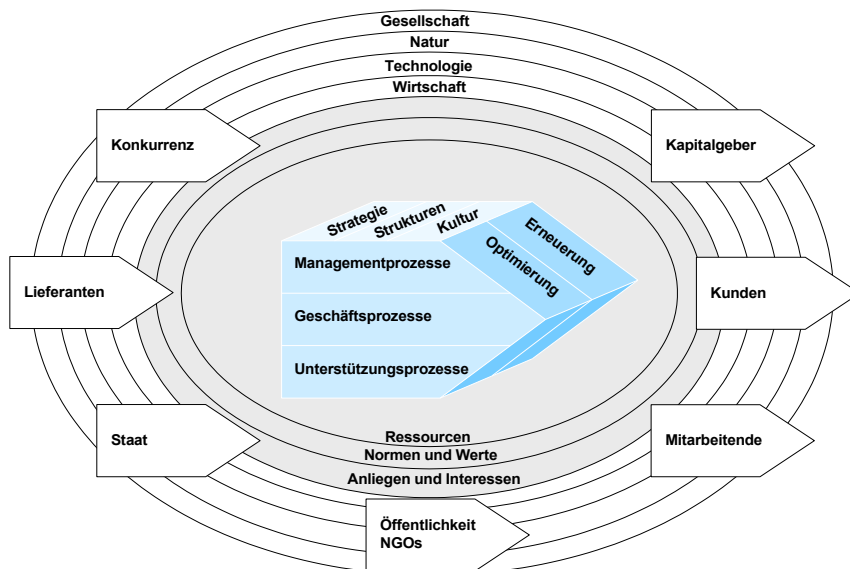 Gesellschaft
Natur
Technologie
Wirtschaft
Konkurrenz
Kapitalgeber
Strategie
Strukturen
Kultur
Erneuerung
Optimierung
Managementprozesse
Lieferanten
Kunden
Geschäftsprozesse
Unterstützungsprozesse
Staat
Mitarbeitende
Ressourcen
Normen und Werte
Anliegen und Interessen
Öffentlichkeit
NGOs